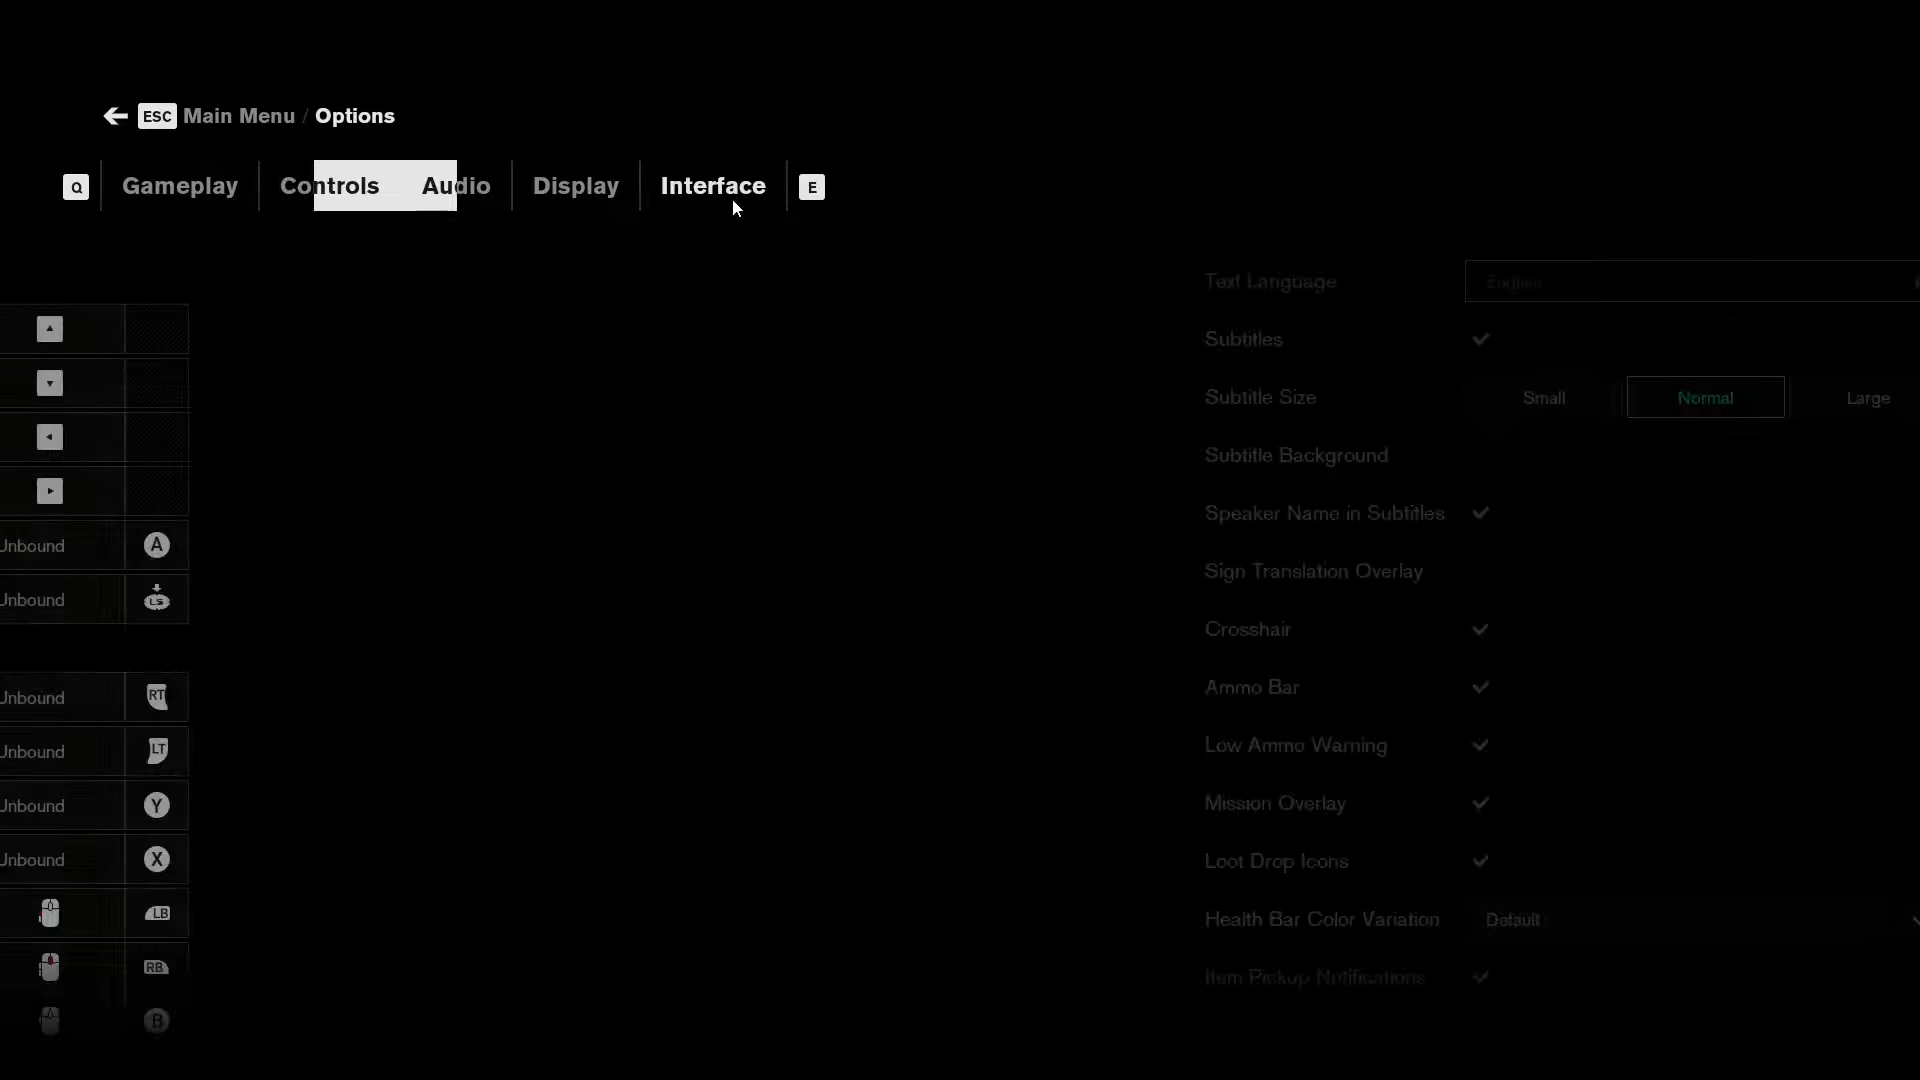 ESC Main Menu / Options
Q Gameplay Controls Audio Display Interface E
Text Language English
Subtitles
Subtitle Size Small Normal Large
Subtitle Background
Speaker Name in Subtitles
Unbound A
Sign Translation Overlay
Unbound LS
Crosshair
Unbound RT
Ammo Bar
Unbound LT
Low Ammo Warning
Unbound Y
Mission Overlay
Unbound X
Loot Drop Icons
LB
Health Bar Color Variation Default
RB
Item Pickup Notifications
B